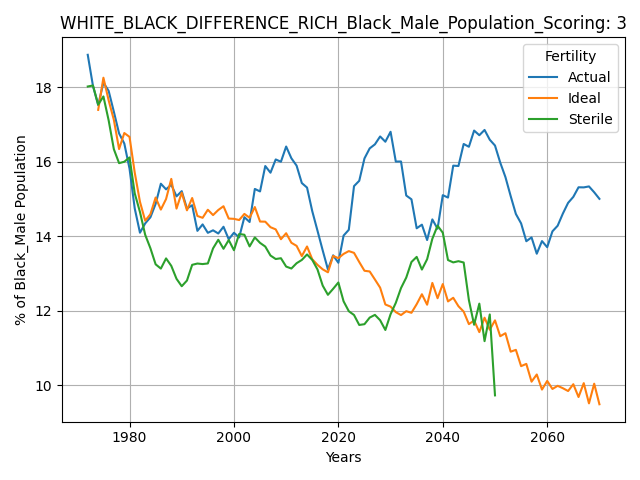 WHITE_BLACK_DIFFERENCE_RICH_Black_Male_Population_Scoring: 3
Fertility
Actual
Ideal
Sterile
% of Black_Male Population
18
16
14
12
10
1980 2000 2020 2040 2060
Years